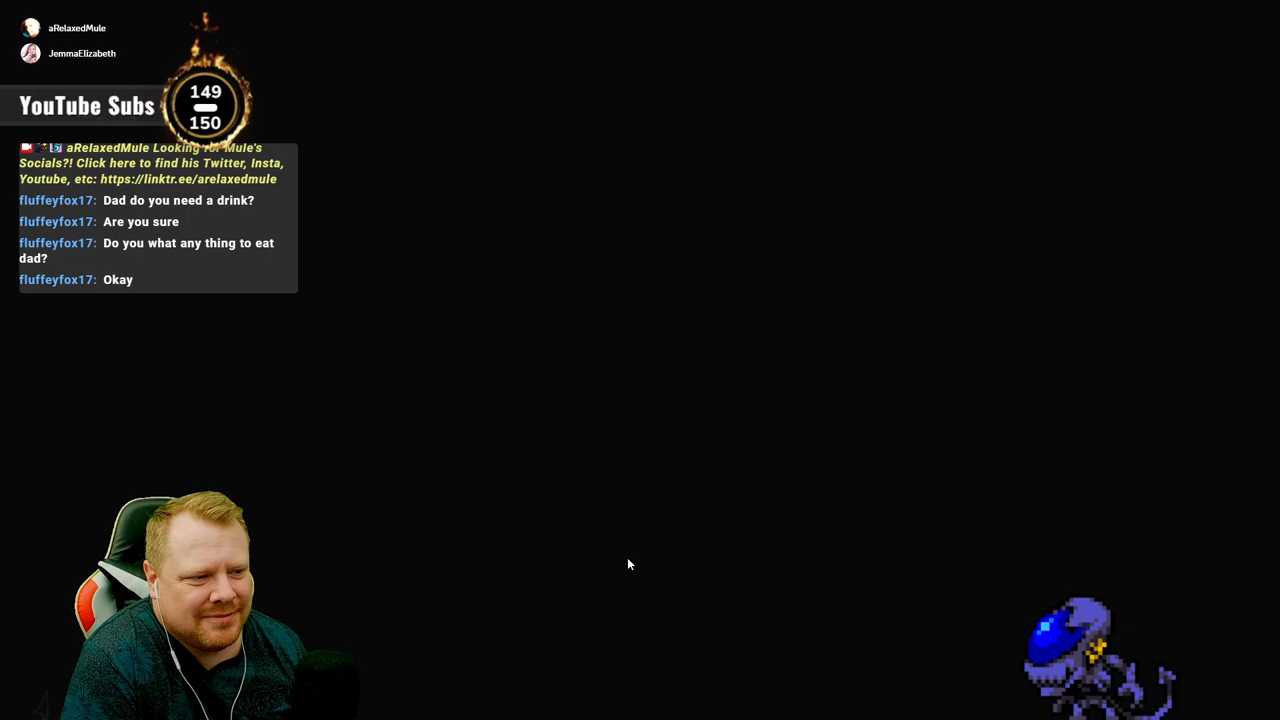 aRelaxedMule
JemmaElizabeth
YouTube Subs
149
150
aRelaxedMule Looking for Mule's
Socials?! Click here to find his Twitter, Insta,
Youtube, etc: https://linktr.ee/arelaxedmule
fluffeyfox17: Dad do you need a drink?
fluffeyfox17: Are you sure
fluffeyfox17: Do you what any thing to eat
dad?
fluffeyfox17: Okay